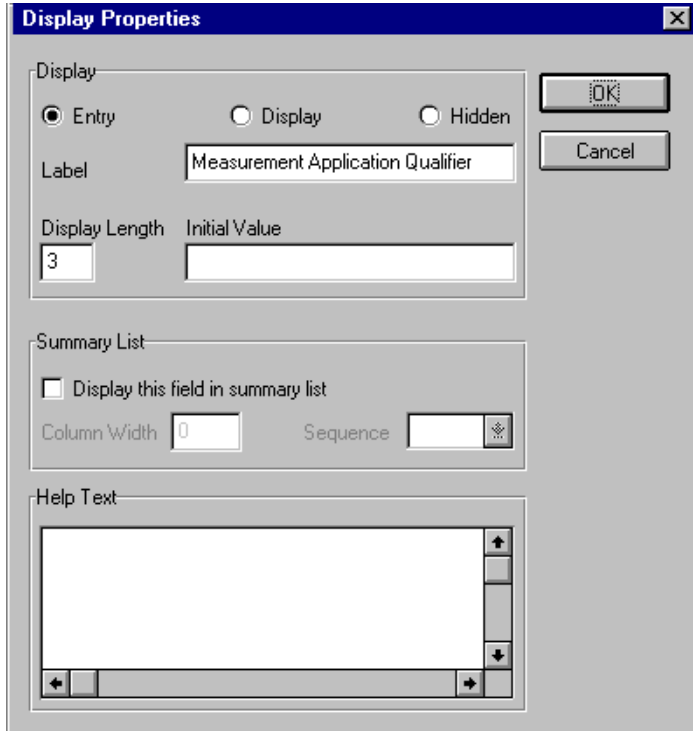 Display Properties
Display
Entry Display Hidden
OK
Label Measurement Application Qualifier
Cancel
Display Length Initial Value
3
Summary List
Display this field in summary list
Column Width 0 Sequence
Help Text